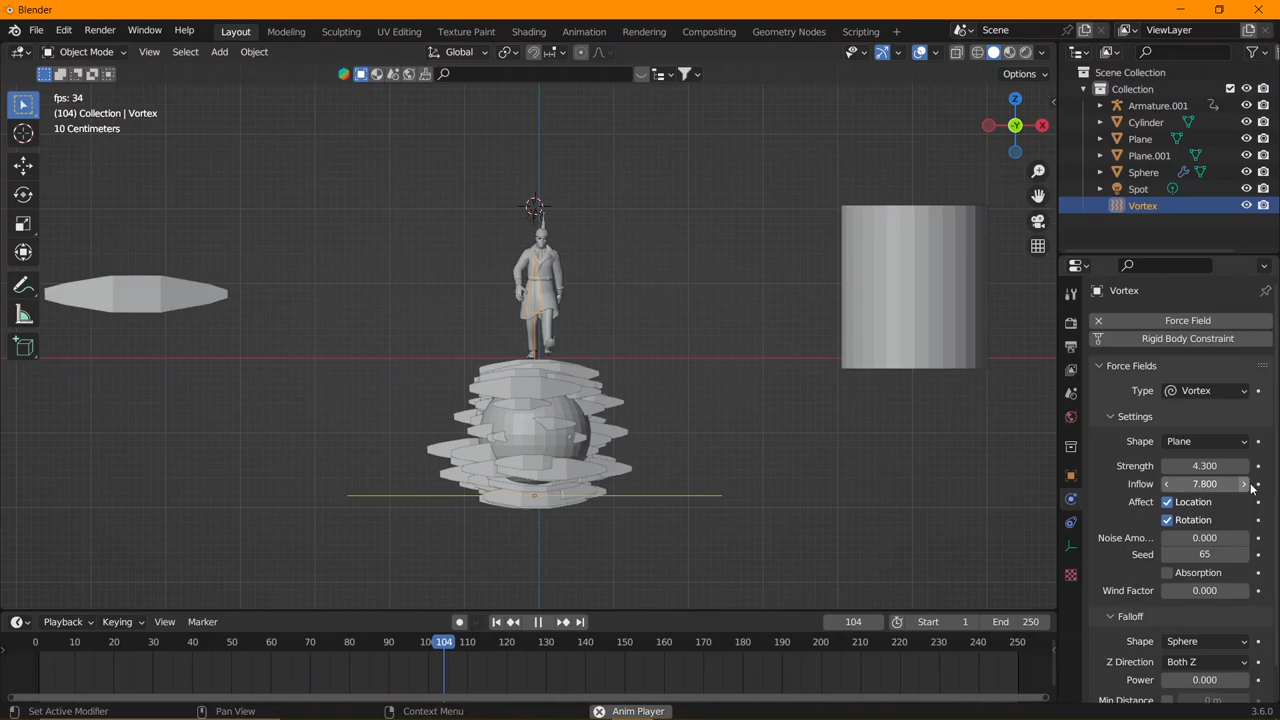 Blender
File Edit Render Window Help Layout Modeling Sculpting UV Editing Texture Paint Shading Animation Rendering Compositing Geometry Nodes Scripting + Scene ViewLayer
Object Mode View Select Add Object Global
Options
fps: 34
(104) Collection | Vortex
10 Centimeters
Z
-Y
X
Scene Collection
Collection
Armature.001
Cylinder
Plane
Plane.001
Sphere
Spot
Vortex
Vortex
Force Field
Rigid Body Constraint
Force Fields
Type Vortex
Settings
Shape Plane
Strength 4.300
Inflow 7.800
Affect Location
Rotation
Noise Amo... 0.000
Seed 65
Absorption
Wind Factor 0.000
Falloff
Shape Sphere
Z Direction Both Z
Power 0.000
Min Distance 0 m
Playback Keying View Marker 104 Start 1 End 250
0 10 20 30 40 50 60 70 80 90 104 110 120 130 140 150 160 170 180 190 200 210 220 230 240 250
Set Active Modifier Pan View Context Menu Anim Player 3.6.0